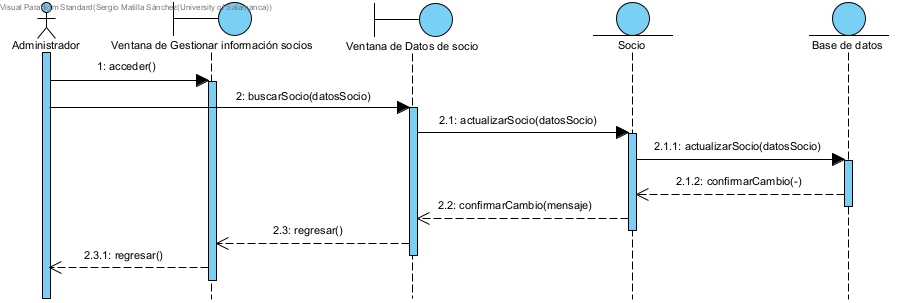 Visual Paradigm Standard(Sergio Matilla Sánchez(University of Salamanca))
Administrador
Ventana de Gestionar información socios
Ventana de Datos de socio
Socio
Base de datos
1: acceder()
2: buscarSocio(datosSocio)
2.1: actualizarSocio(datosSocio)
2.1.1: actualizarSocio(datosSocio)
2.1.2: confirmarCambio(-)
2.2: confirmarCambio(mensaje)
2.3: regresar()
2.3.1: regresar()